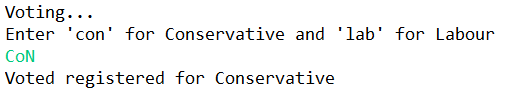 Voting...
Enter 'con' for Conservative and 'lab' for Labour
CoN
Voted registered for Conservative